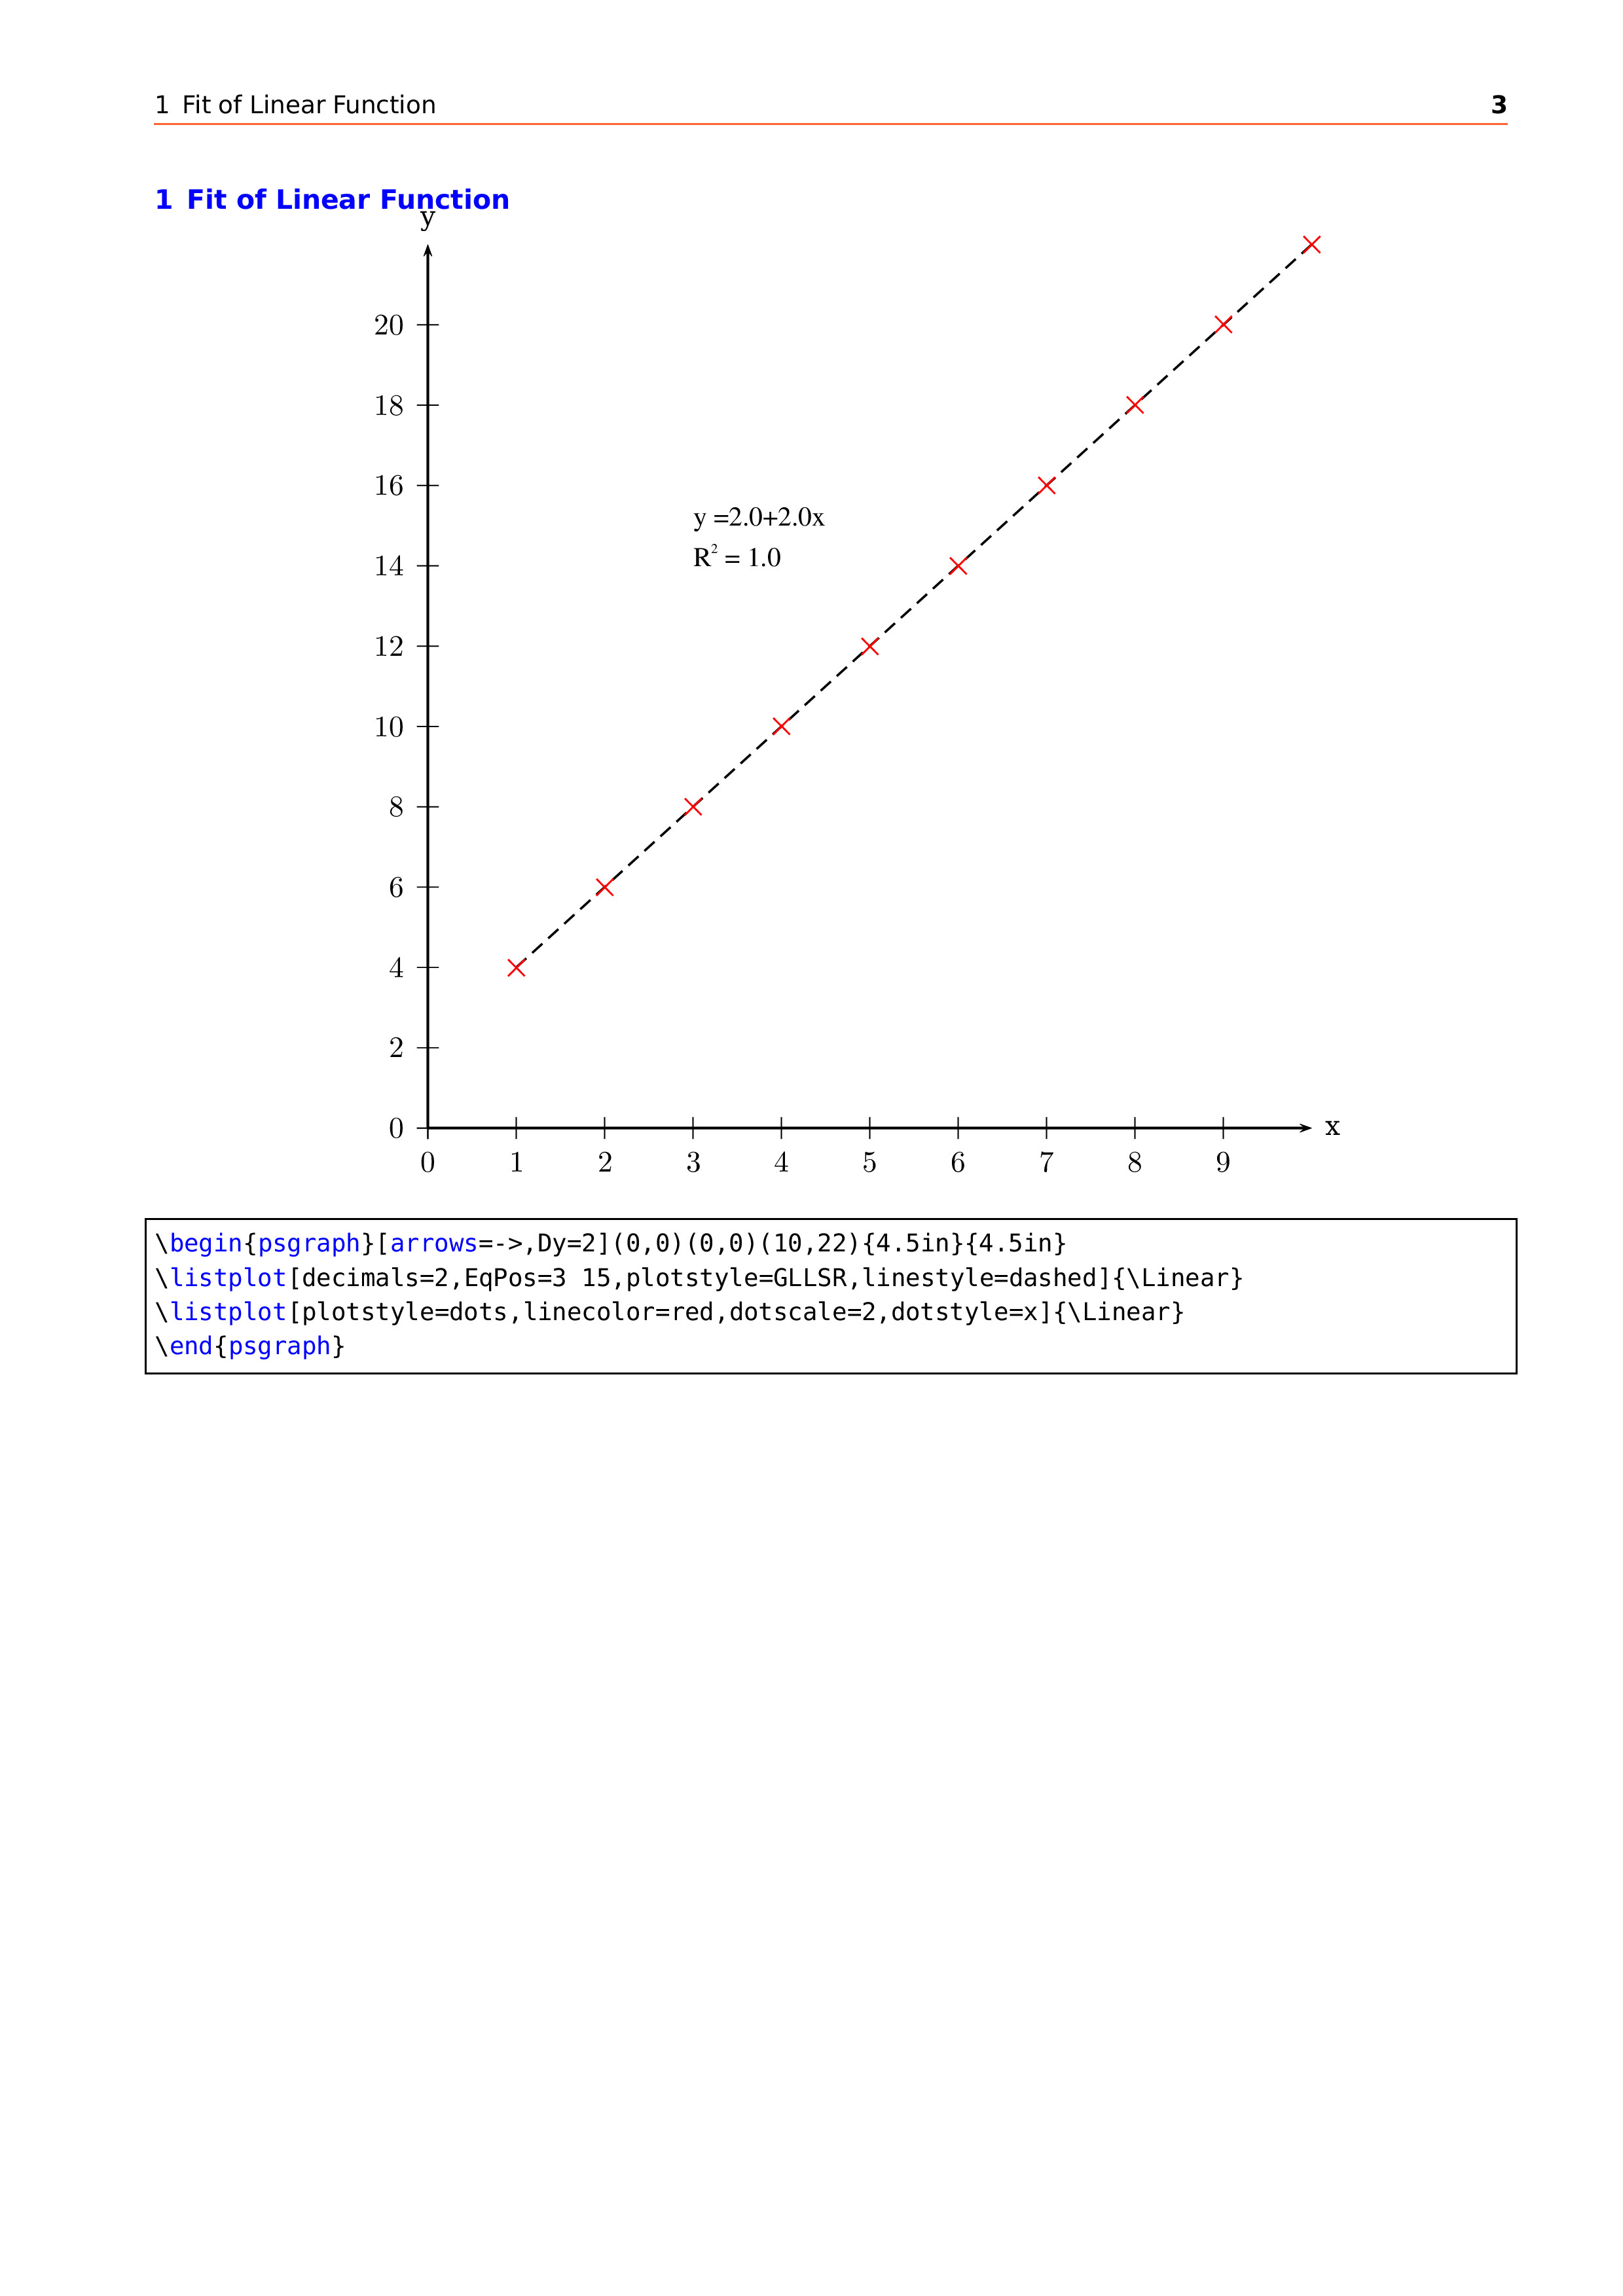 1 Fit of Linear Function 3
1 Fit of Linear Function
y
20
18
16
y =2.0+2.0x
R² = 1.0
14
12
10
8
6
4
2
0
x
0 1 2 3 4 5 6 7 8 9
\begin{psgraph}[arrows=->,Dy=2](0,0)(0,0)(10,22){4.5in}{4.5in}
\listplot[decimals=2,EqPos=3 15,plotstyle=GLLSR,linestyle=dashed]{\Linear}
\listplot[plotstyle=dots,linecolor=red,dotscale=2,dotstyle=x]{\Linear}
\end{psgraph}